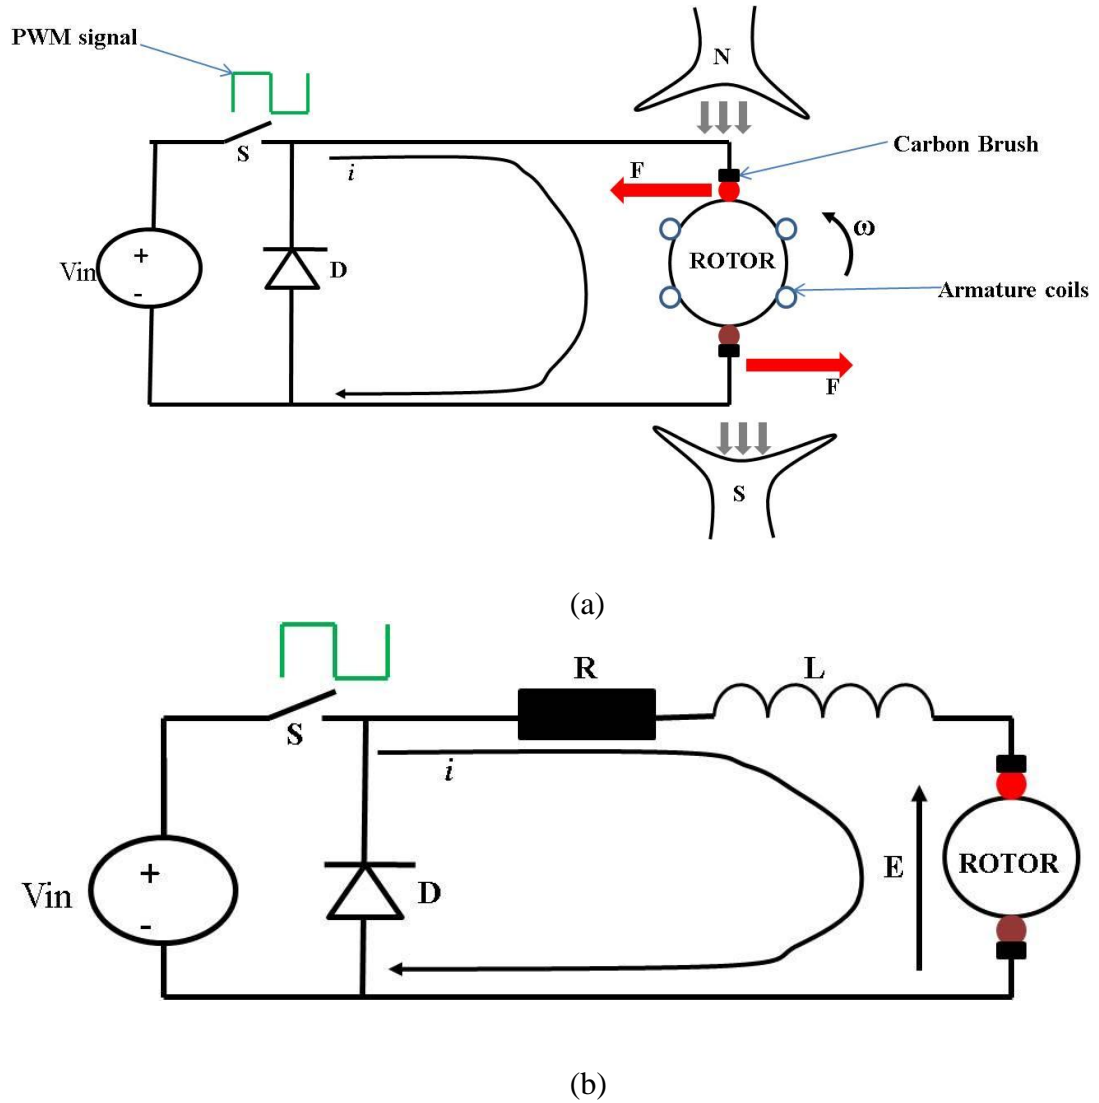 PWM signal
N
S
Carbon Brush
i
F
ω
Vin
+
-
D
ROTOR
Armature coils
F
S
(a)
R
L
S
i
Vin
+
-
D
E
ROTOR
(b)